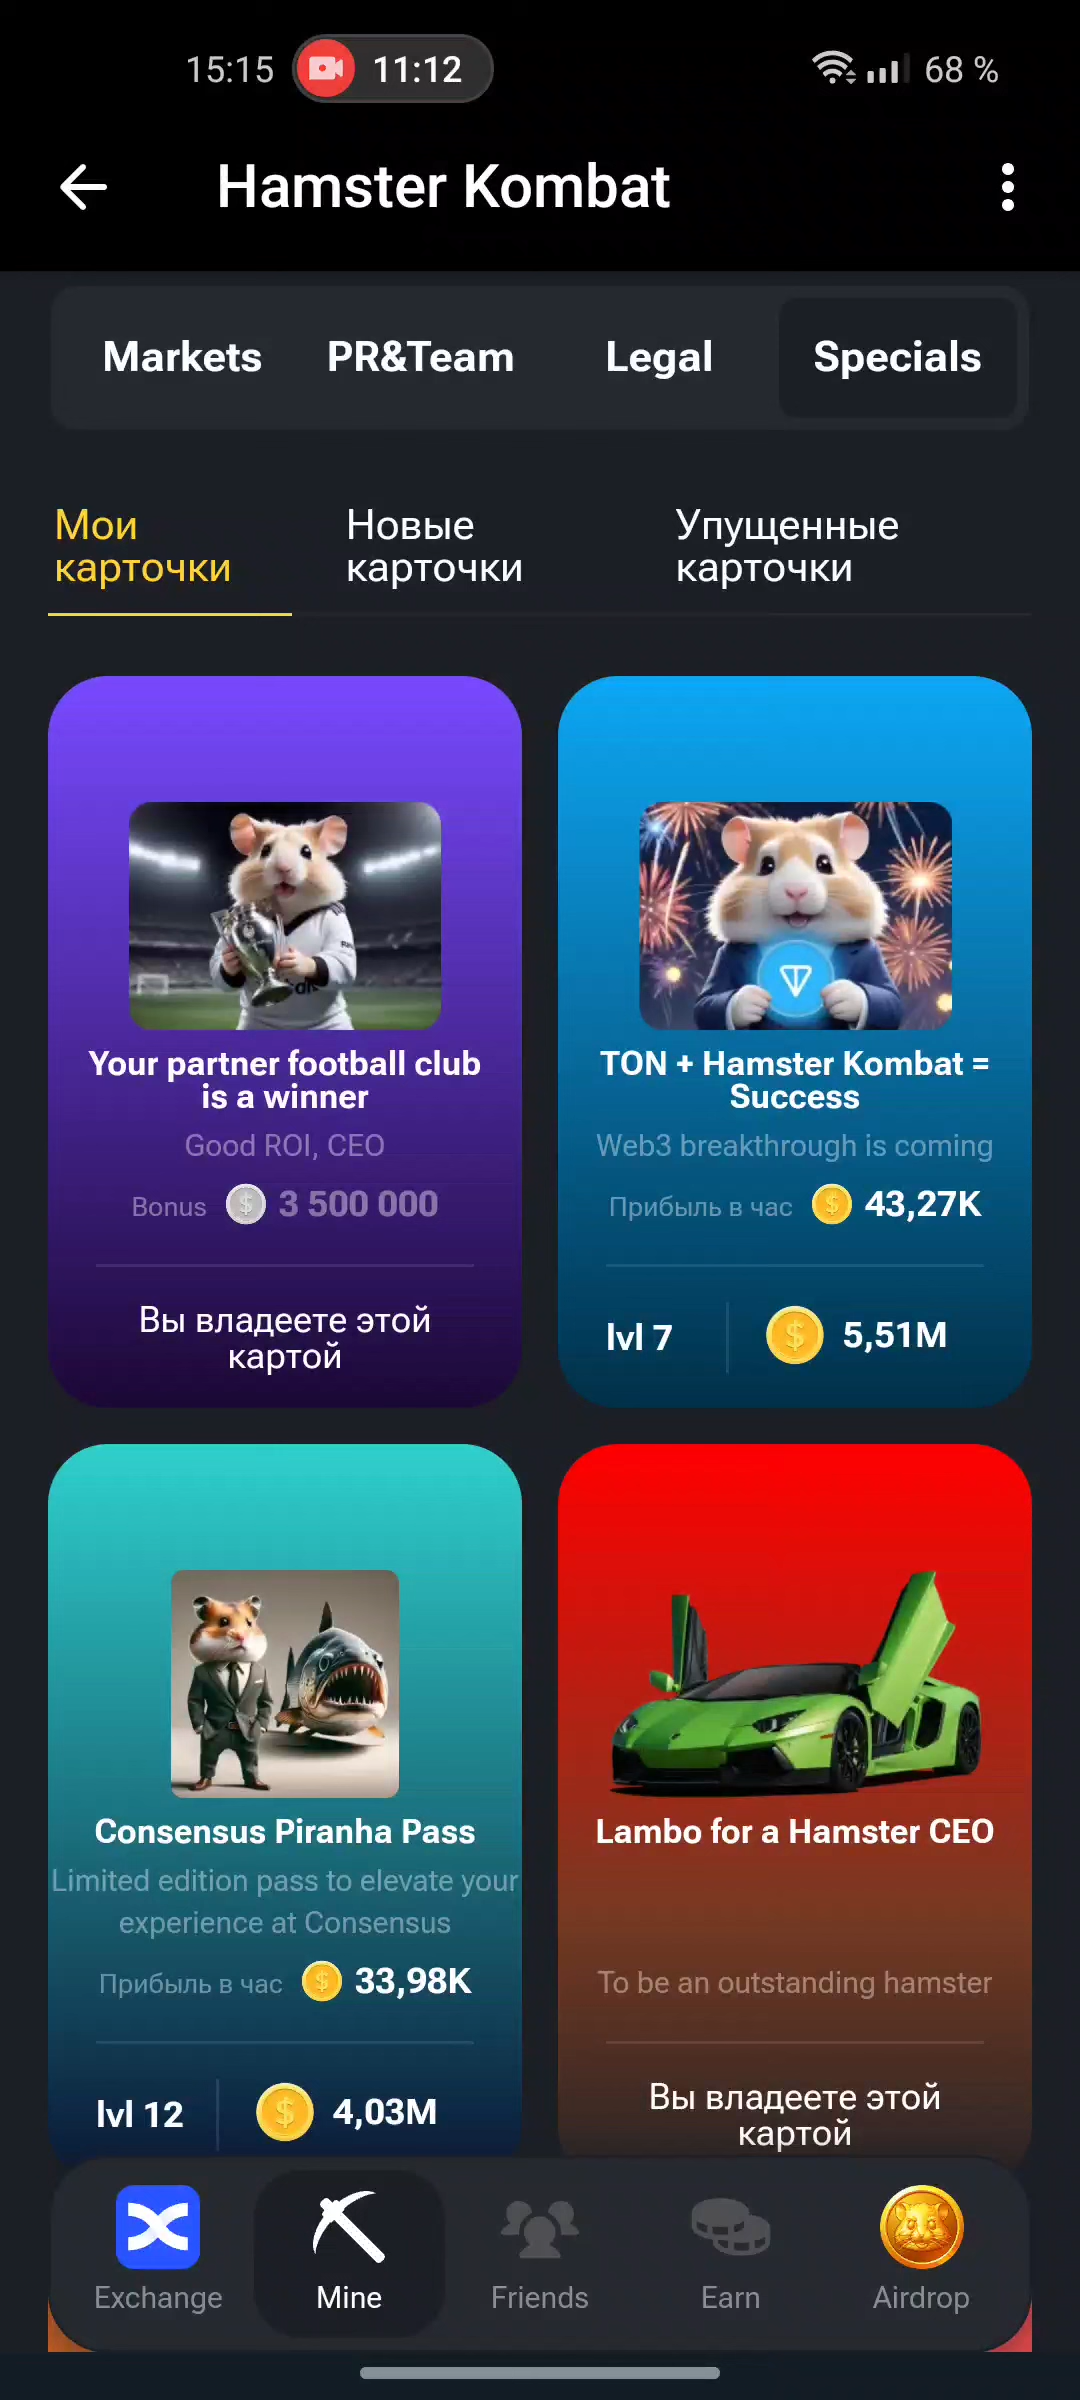 15:15 11:12 68 %
Hamster Kombat
Markets PR&Team Legal Specials
Мои карточки
Новые карточки
Упущенные карточки
Your partner football club
is a winner
Good ROI, CEO
Bonus $ 3 500 000
Вы владеете этой
картой
TON + Hamster Kombat =
Success
Web3 breakthrough is coming
Прибыль в час $ 43,27K
lvl 7 $ 5,51M
Consensus Piranha Pass
Limited edition pass to elevate your
experience at Consensus
Прибыль в час $ 33,98K
lvl 12 $ 4,03M
Lambo for a Hamster CEO
To be an outstanding hamster
Вы владеете этой
картой
Exchange Mine Friends Earn Airdrop